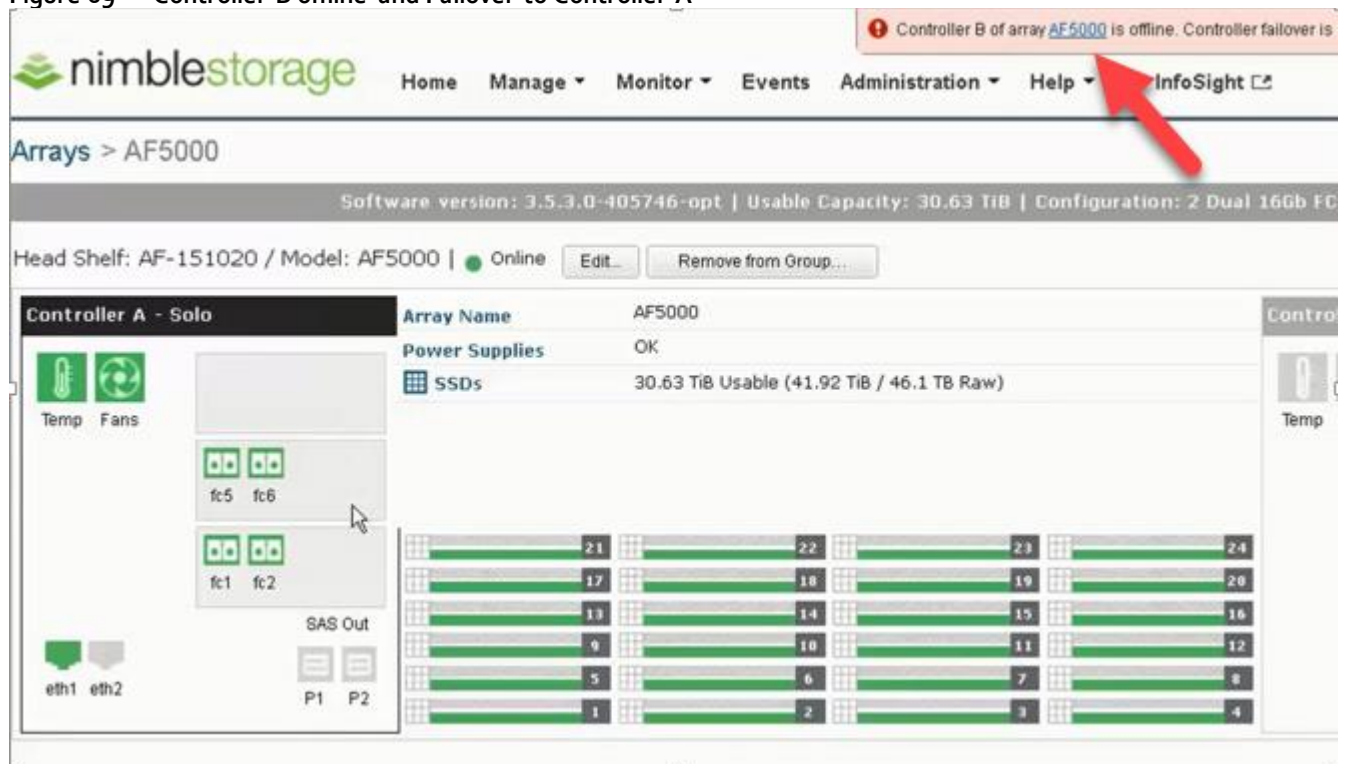 Controller B of array AF5000 is offline. Controller failover is
nimblestorage
Home Manage Monitor Events Administration Help InfoSight
Arrays > AF5000
Software version: 3.5.3.0-405746-opt | Usable Capacity: 30.63 TiB | Configuration: 2 Dual 16Gb FC
Head Shelf: AF-151020 / Model: AF5000 | Online Edit... Remove from Group...
Controller A - Solo
Temp Fans
fc5 fc6
fc1 fc2
SAS Out
eth1 eth2
P1 P2
Array Name AF5000
Power Supplies OK
SSDs 30.63 TiB Usable (41.92 TiB / 46.1 TB Raw)
21 22 23 24
17 18 19 20
13 14 15 16
9 10 11 12
5 6 7 8
1 2 3 4
Temp